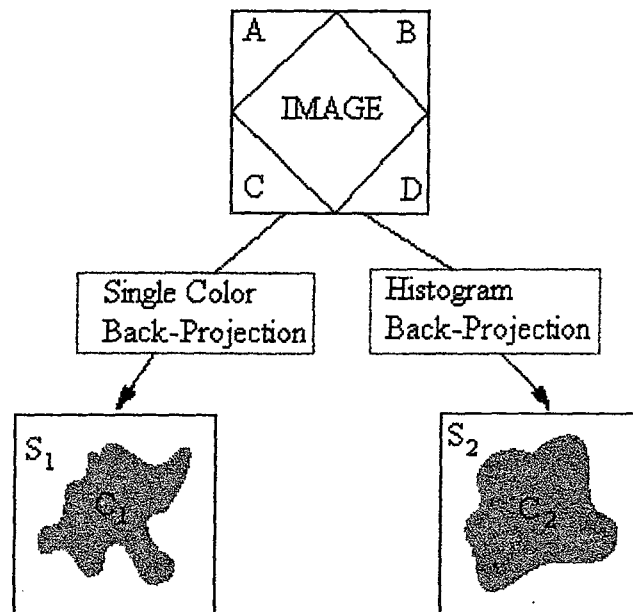 A B
IMAGE
C D
Single Color
Back-Projection
Histogram
Back-Projection
S1
C1
S2
C2